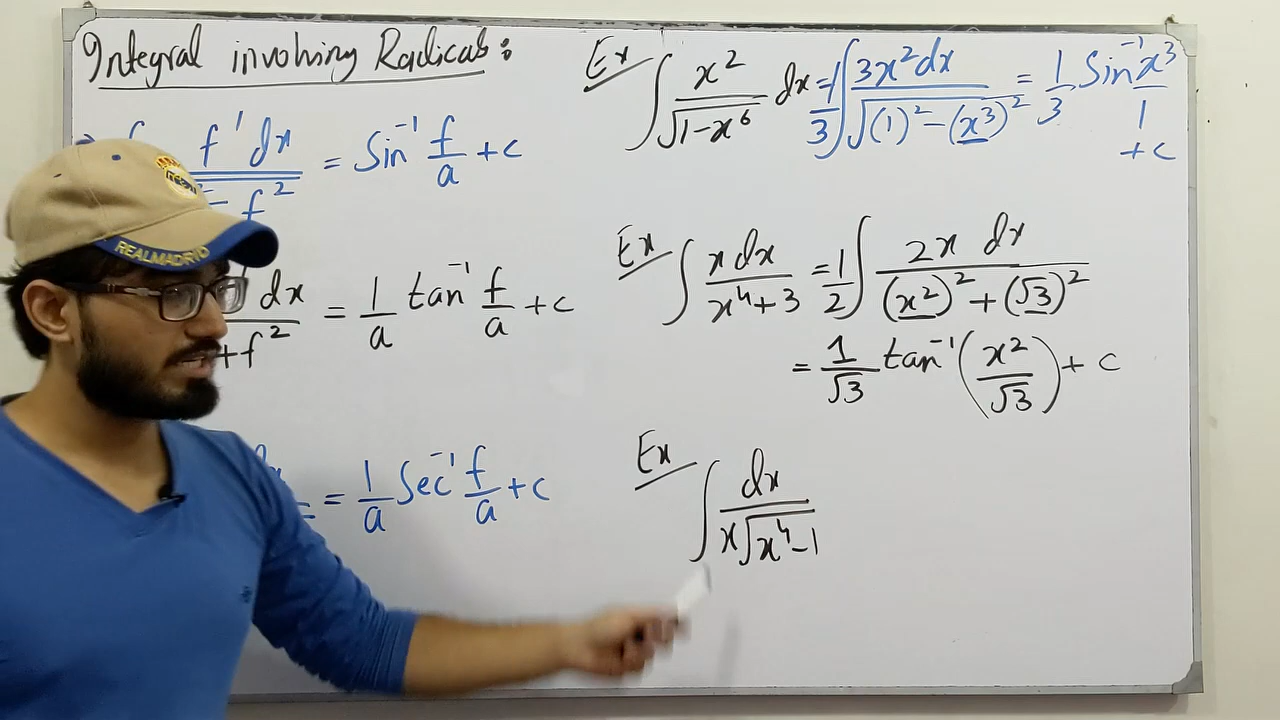 Integral involving Radicals:
f' dx = Sin⁻¹ f/a + c
f²
dx = 1/a tan⁻¹ f/a + c
+f²
= 1/a Sec⁻¹ f/a + c
REALMADRID
Ex ∫ x²/√(1-x⁶) dx = 1/3 ∫ 3x²dx/√((1)²-(x³)²) = 1/3 Sin⁻¹ x³/1 + c
Ex ∫ x dx/(x⁴+3) = 1/2 ∫ 2x dx/((x²)²+(√3)²)
= 1/√3 tan⁻¹(x²/√3) + c
Ex ∫ dx/(x√(x⁴-1))